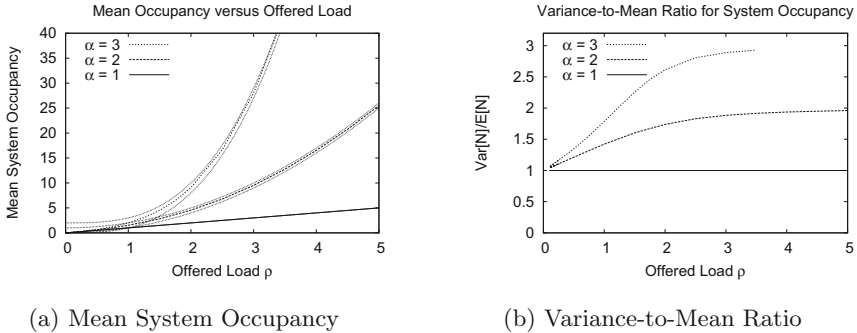 Mean Occupancy versus Offered Load
Mean System Occupancy
40
35
30
25
20
15
10
5
0
α = 3
α = 2
α = 1
0
1
2
3
4
5
Offered Load ρ
(a) Mean System Occupancy
Variance-to-Mean Ratio for System Occupancy
Var[N]/E[N]
3
2.5
2
1.5
1
0.5
0
α = 3
α = 2
α = 1
0
1
2
3
4
5
Offered Load ρ
(b) Variance-to-Mean Ratio